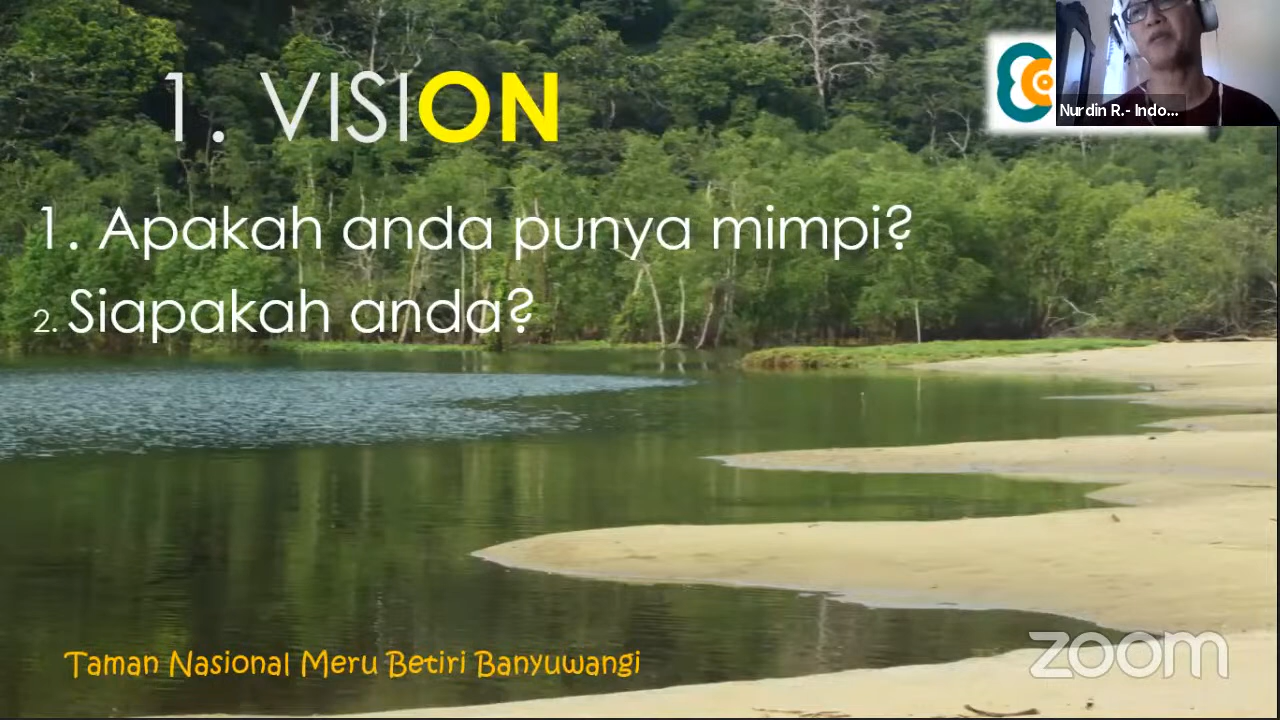 1. VISION
Nurdin R.- Indo...
1. Apakah anda punya mimpi?
2. Siapakah anda?
Taman Nasional Meru Betiri Banyuwangi
zoom